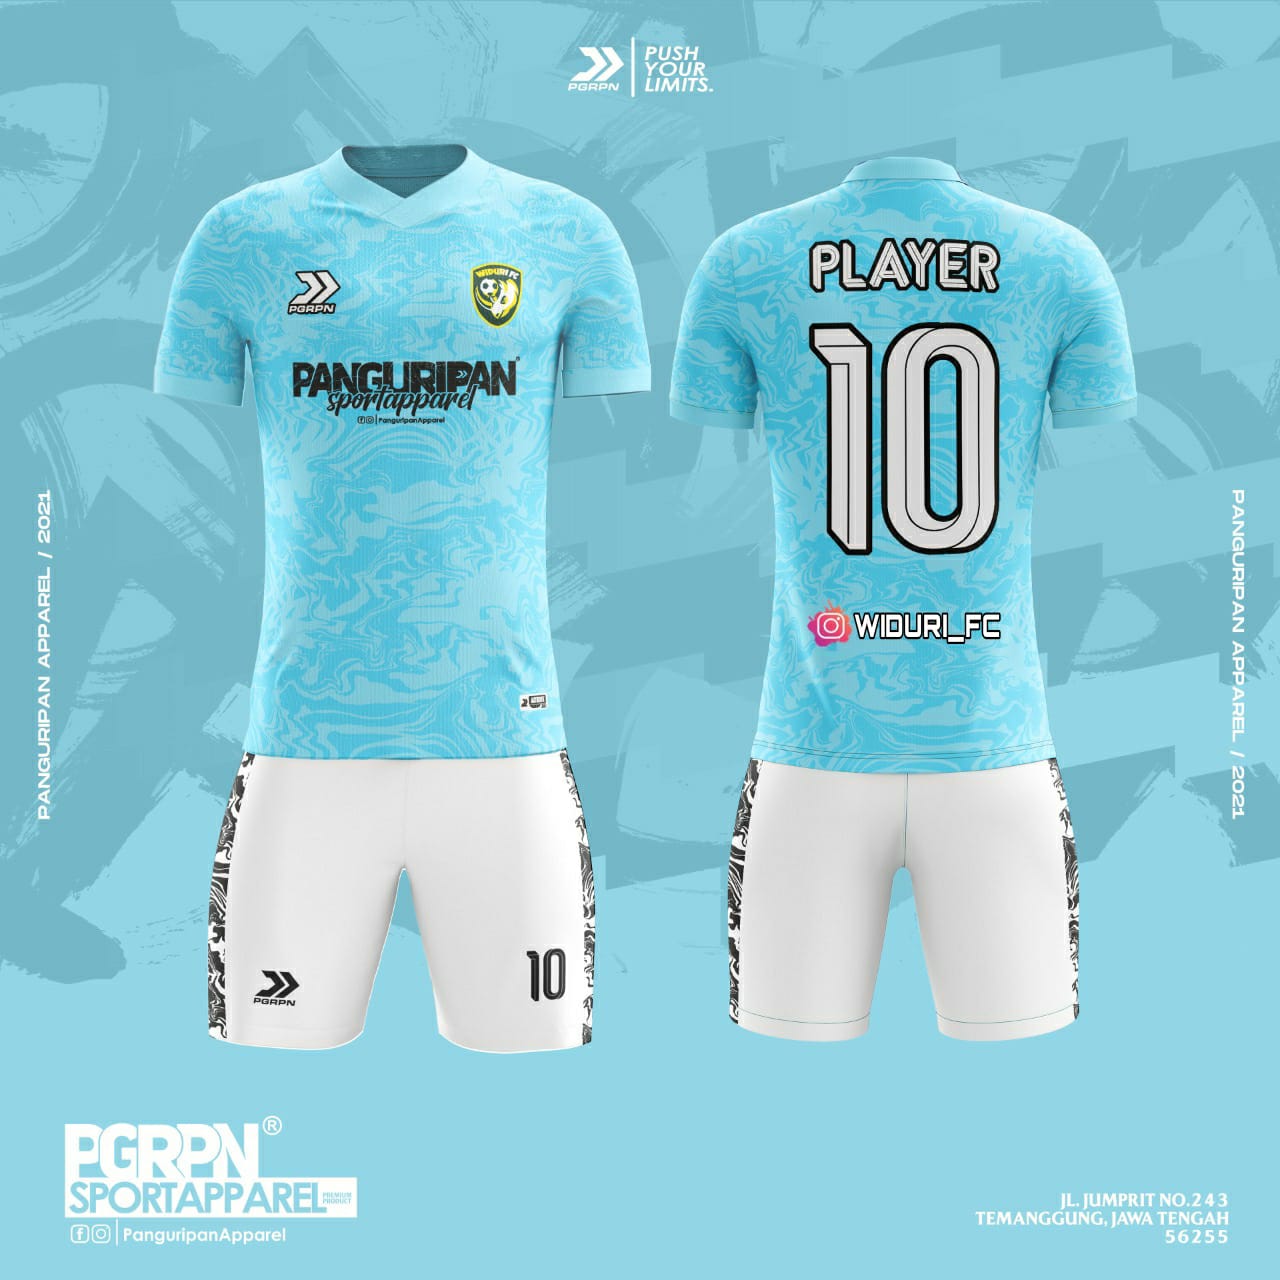 PGRPN
PUSH
YOUR
LIMITS.
PGRPN
WIDURI FC
PANGURIPAN
sportapparel
PanguripanApparel
PLAYER
10
WIDURI_FC
PGRPN
10
PANGURIPAN APPAREL / 2021
PANGURIPAN APPAREL / 2021
PGRPN®
SPORTAPPAREL
PREMIUM
PRODUCT
PanguripanApparel
JL. JUMPRIT NO.243
TEMANGGUNG, JAWA TENGAH
56255